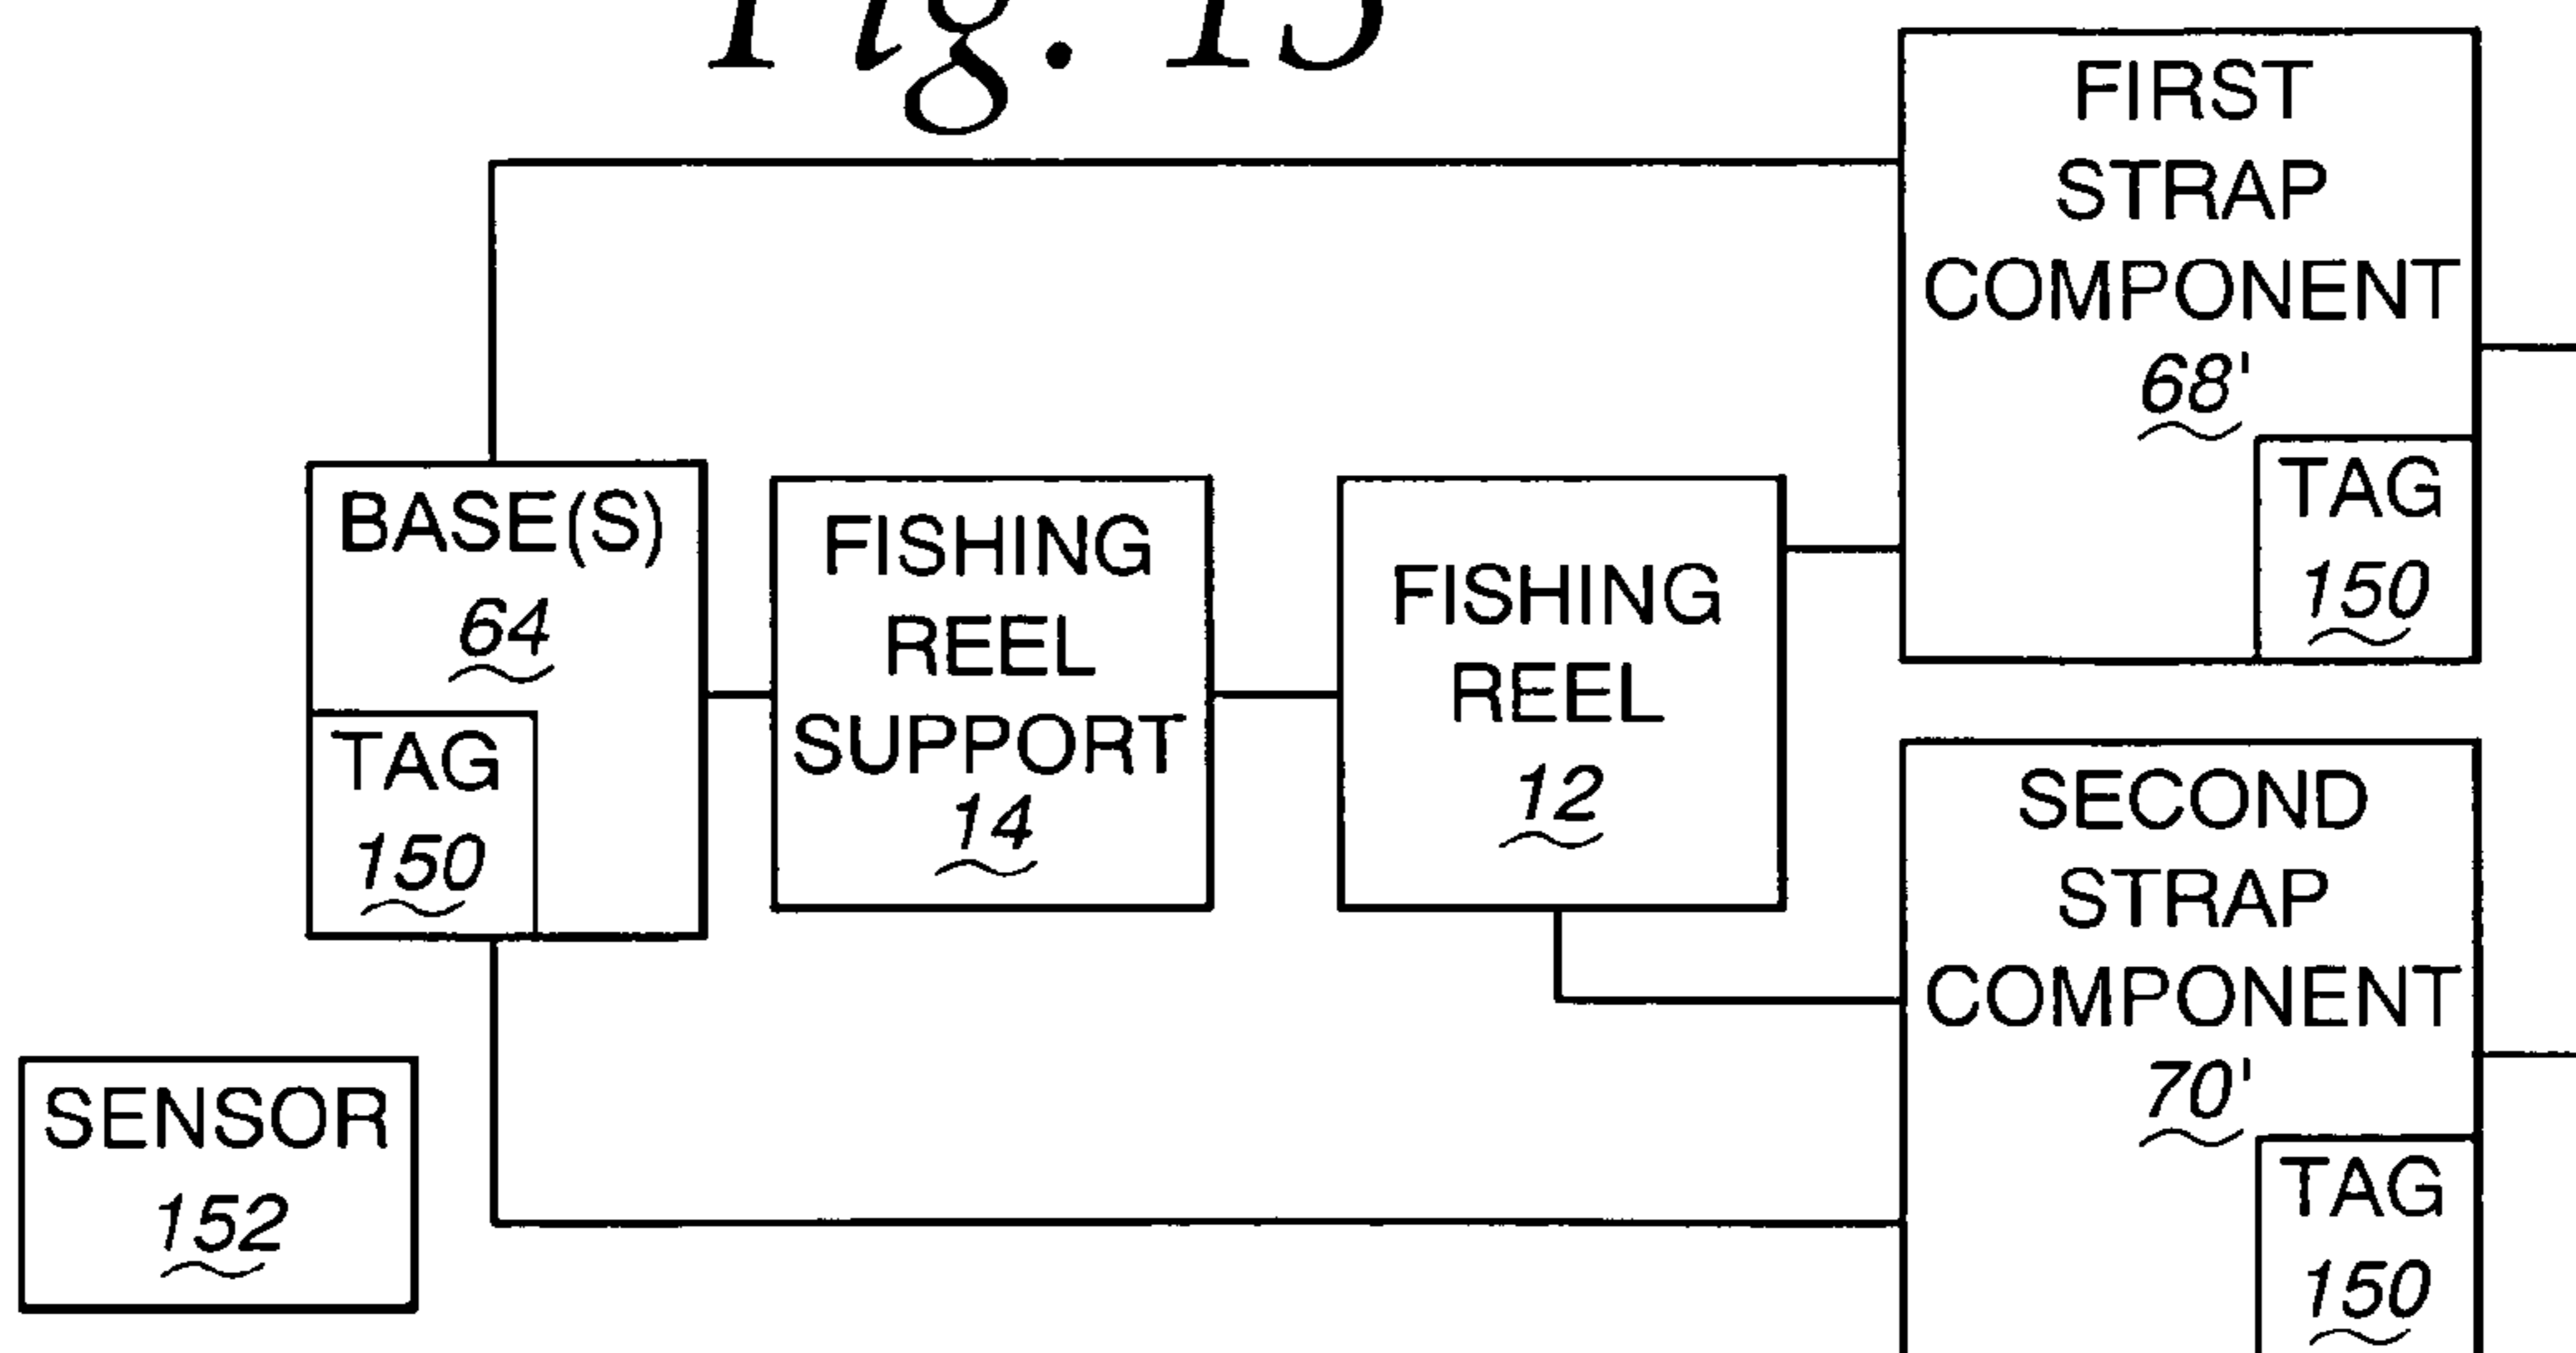 Fig. 15
FIRST
STRAP
COMPONENT
68'
TAG
150
BASE(S)
64
TAG
150
FISHING
REEL
SUPPORT
14
FISHING
REEL
12
SECOND
STRAP
COMPONENT
70'
TAG
150
SENSOR
152